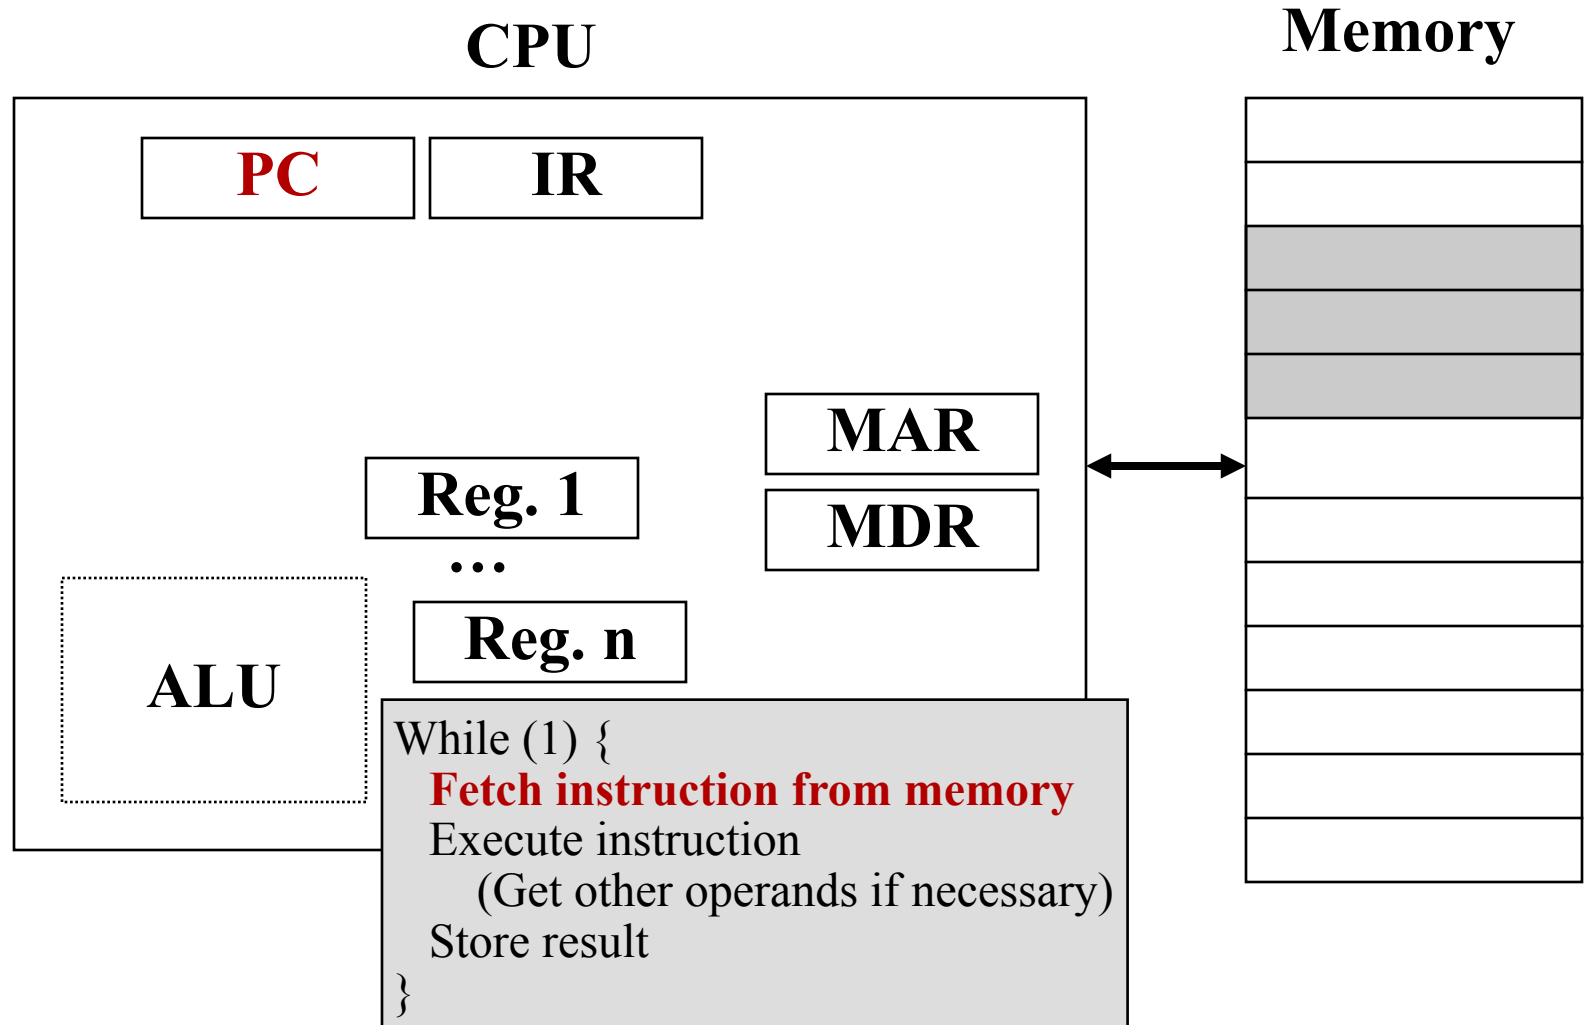 CPU
Memory
PC
IR
MAR
Reg. 1
MDR
...
Reg. n
ALU
While (1) {
Fetch instruction from memory
Execute instruction
(Get other operands if necessary)
Store result
}